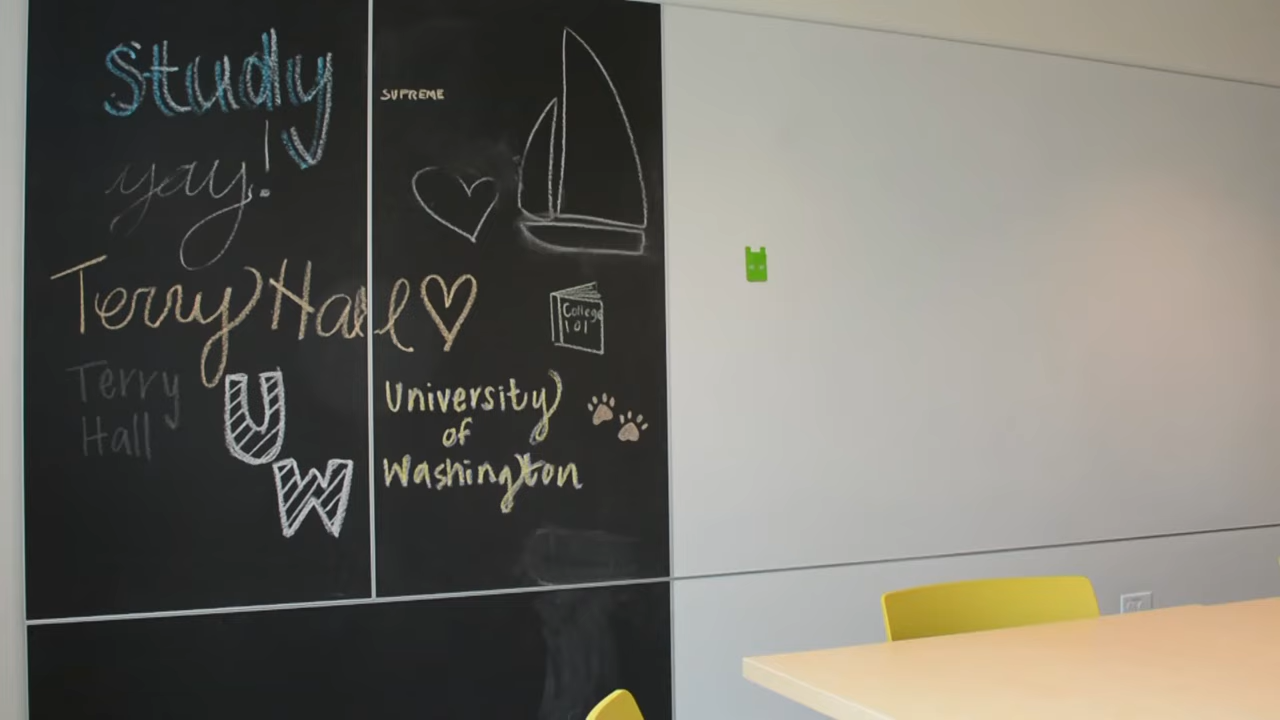 Study
yay!
Terry Hall
Terry
Hall
UW
SUPREME
College
101
University
of
Washington